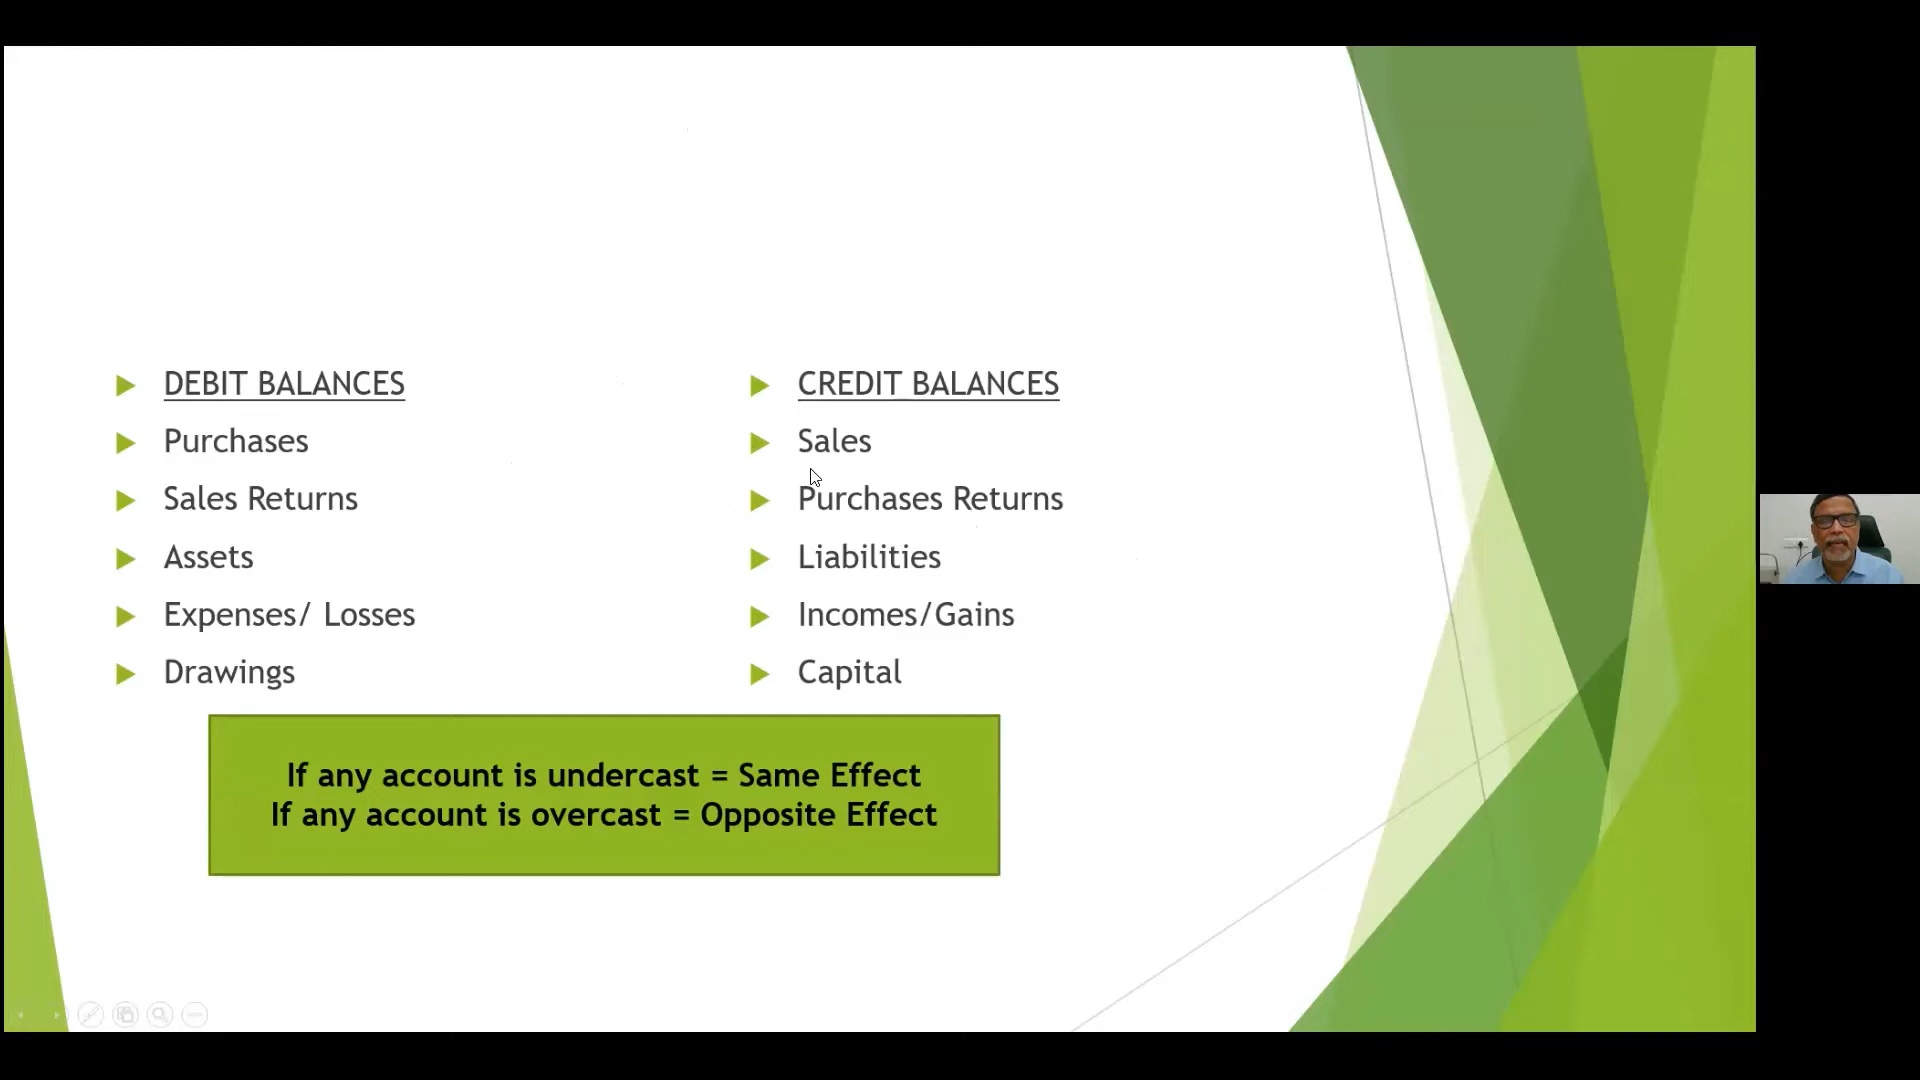 DEBIT BALANCES
Purchases
Sales Returns
Assets
Expenses/ Losses
Drawings
CREDIT BALANCES
Sales
Purchases Returns
Liabilities
Incomes/Gains
Capital
If any account is undercast = Same Effect
If any account is overcast = Opposite Effect